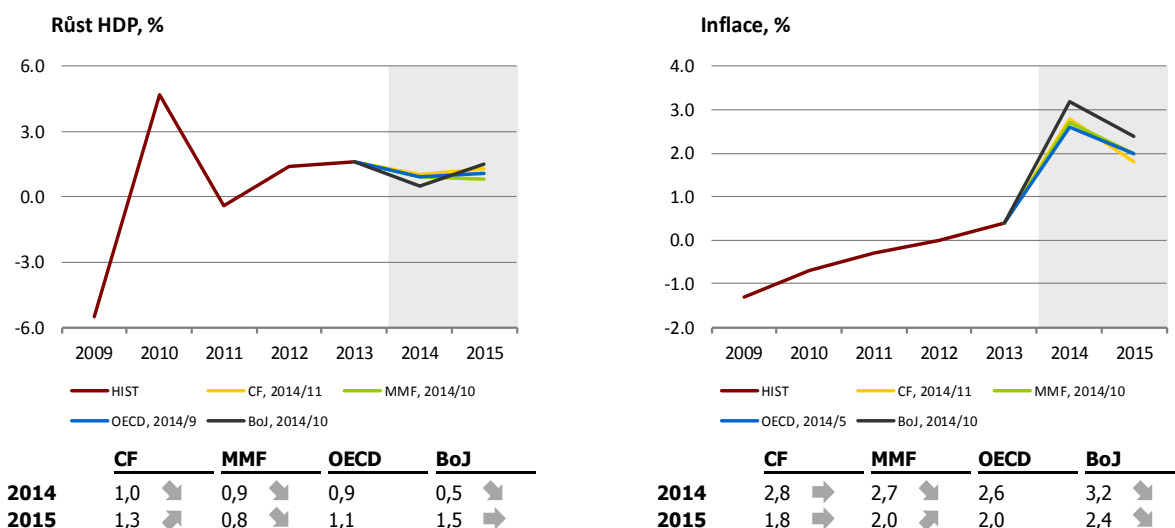 Růst HDP, %
6.0
3.0
0.0
-3.0
-6.0
2009 2010 2011 2012 2013 2014 2015
HIST CF, 2014/11 MMF, 2014/10
OECD, 2014/9 BoJ, 2014/10
CF MMF OECD BoJ
2014 1,0 0,9 0,9 0,5
2015 1,3 0,8 1,1 1,5
Inflace, %
4.0
3.0
2.0
1.0
0.0
-1.0
-2.0
2009 2010 2011 2012 2013 2014 2015
HIST CF, 2014/11 MMF, 2014/10
OECD, 2014/5 BoJ, 2014/10
CF MMF OECD BoJ
2014 2,8 2,7 2,6 3,2
2015 1,8 2,0 2,0 2,4